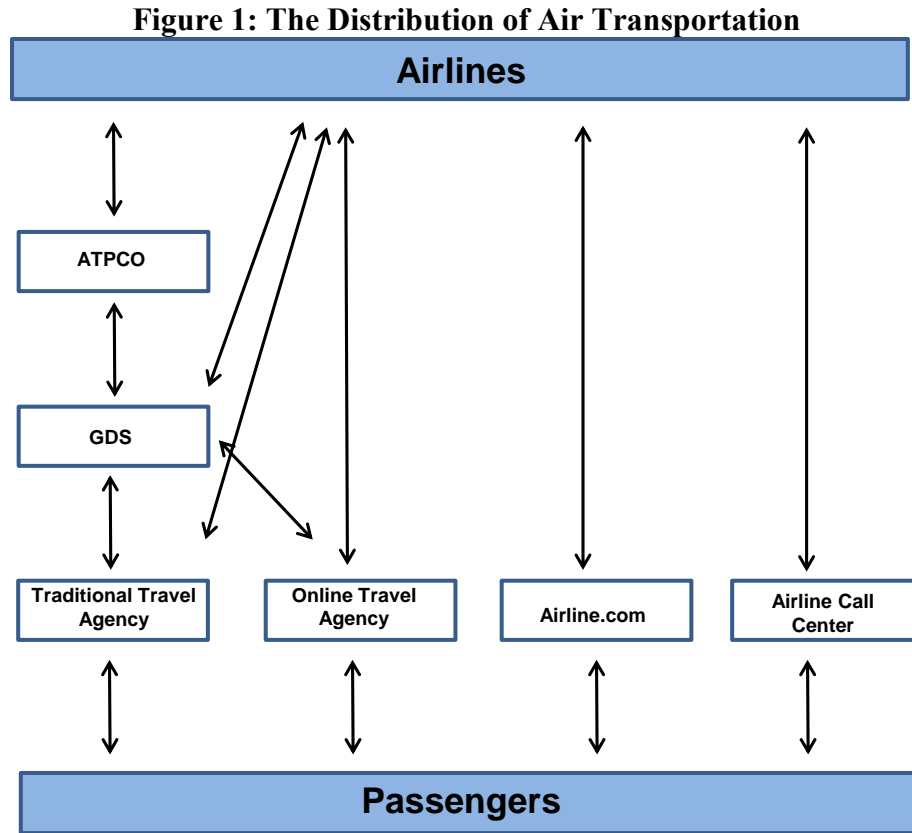 Figure 1: The Distribution of Air Transportation
Airlines
ATPCO
GDS
Traditional Travel
Agency
Online Travel
Agency
Airline.com
Airline Call
Center
Passengers